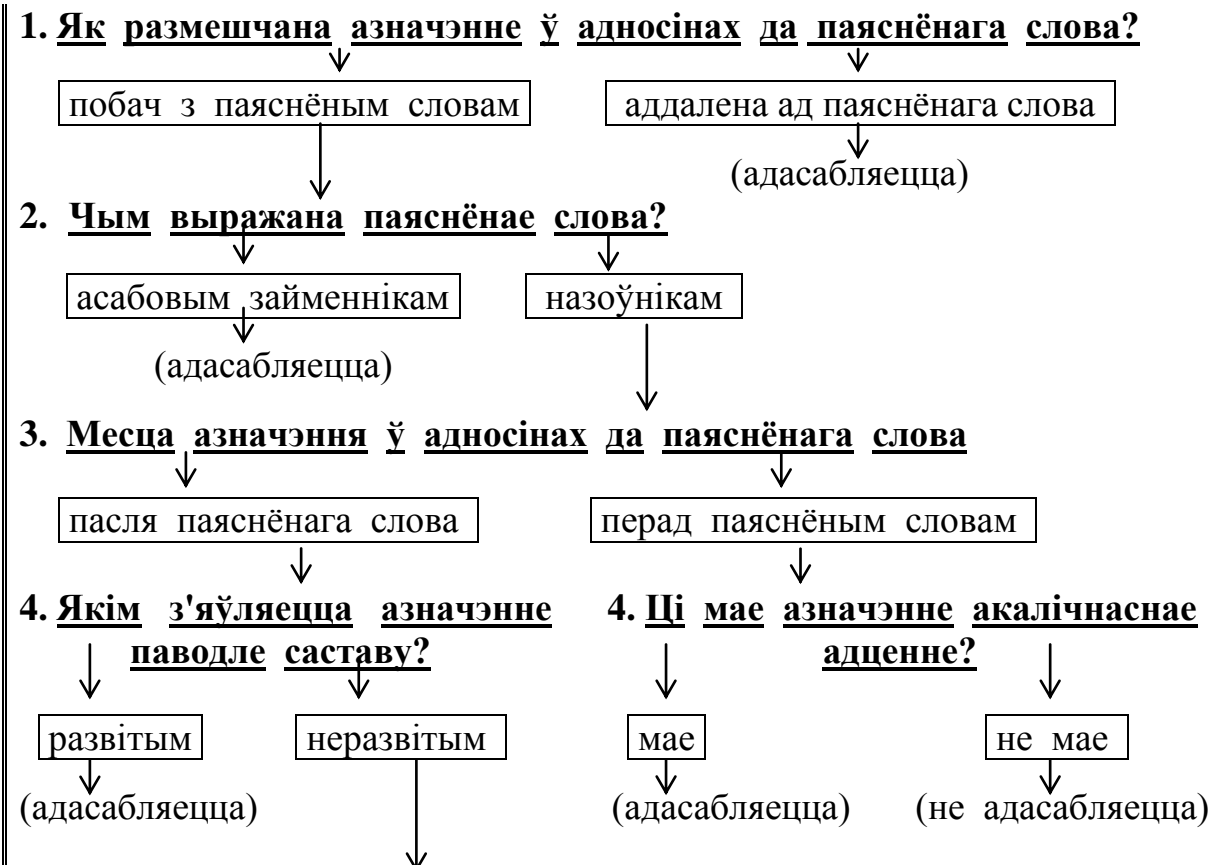 1. Як размешчана азначэнне ў адносінах да паяснёнага слова?
побач з паяснёным словам аддалена ад паяснёнага слова
(адасабляецца)
2. Чым выражана паяснёнае слова?
асабовым займеннікам назоўнікам
(адасабляецца)
3. Месца азначэння ў адносінах да паяснёнага слова
пасля паяснёнага слова перад паяснёным словам
4. Якім з'яўляецца азначэнне 4. Ці мае азначэнне акалічнаснае
паводле саставу? адценне?
развітым неразвітым мае не мае
(адасабляецца) (адасабляецца) (не адасабляецца)